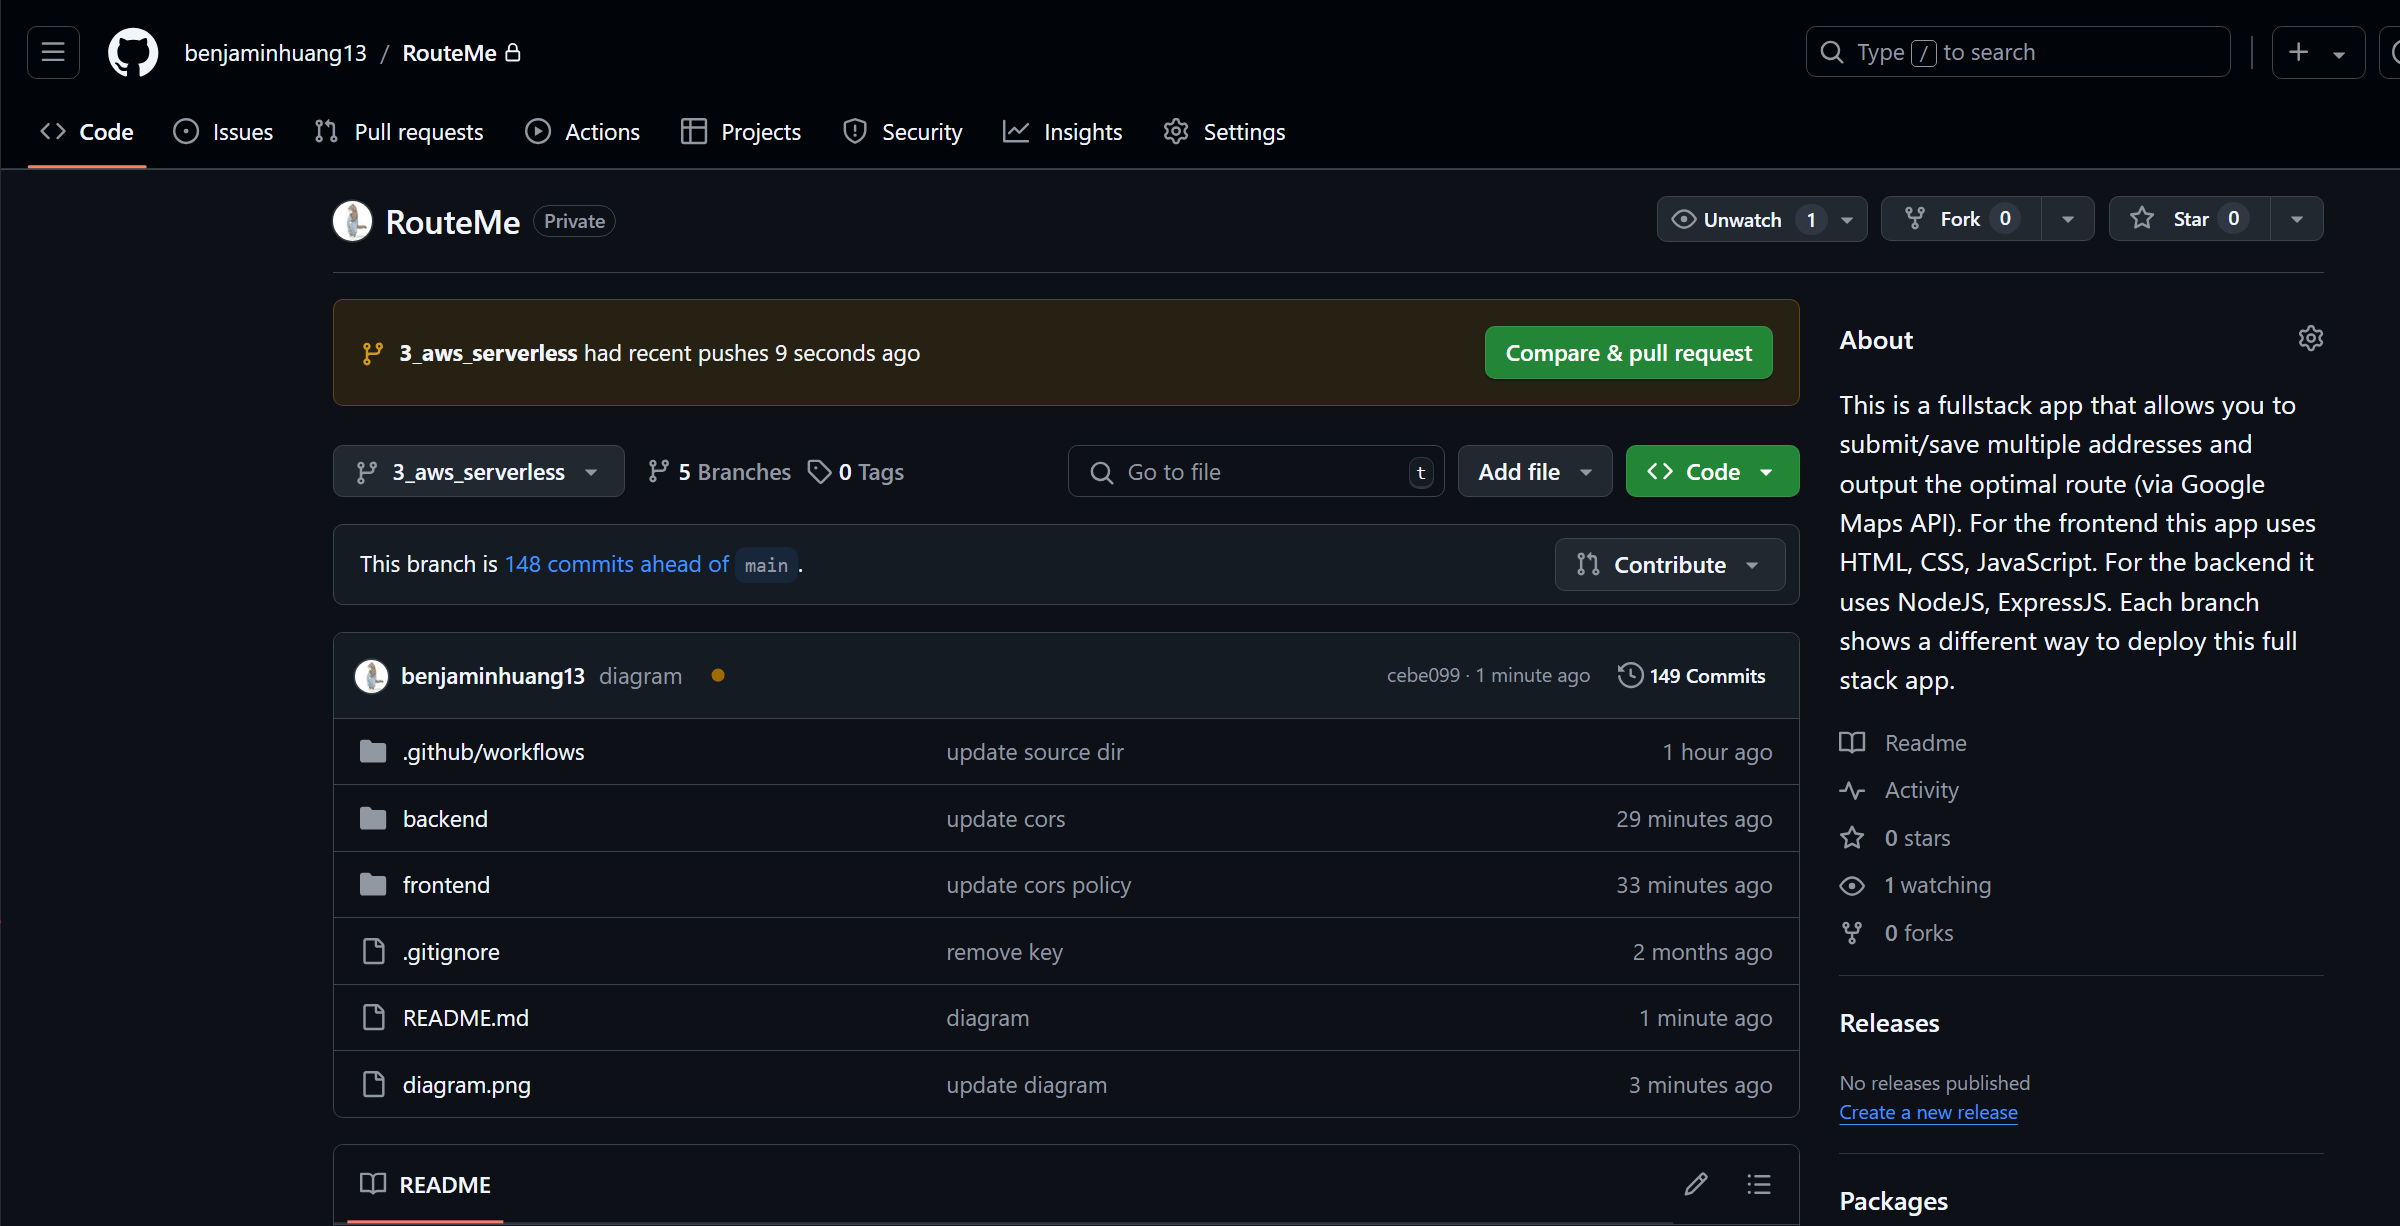 benjaminhuang13 / RouteMe
Type / to search
Code Issues Pull requests Actions Projects Security Insights Settings
RouteMe Private
Unwatch 1 Fork 0 Star 0
3_aws_serverless had recent pushes 9 seconds ago
Compare & pull request
3_aws_serverless 5 Branches 0 Tags
Go to file t Add file Code
This branch is 148 commits ahead of main .
Contribute
benjaminhuang13 diagram cebe099 · 1 minute ago 149 Commits
.github/workflows update source dir 1 hour ago
backend update cors 29 minutes ago
frontend update cors policy 33 minutes ago
.gitignore remove key 2 months ago
README.md diagram 1 minute ago
diagram.png update diagram 3 minutes ago
README
About
This is a fullstack app that allows you to
submit/save multiple addresses and
output the optimal route (via Google
Maps API). For the frontend this app uses
HTML, CSS, JavaScript. For the backend it
uses NodeJS, ExpressJS. Each branch
shows a different way to deploy this full
stack app.
Readme
Activity
0 stars
1 watching
0 forks
Releases
No releases published
Create a new release
Packages